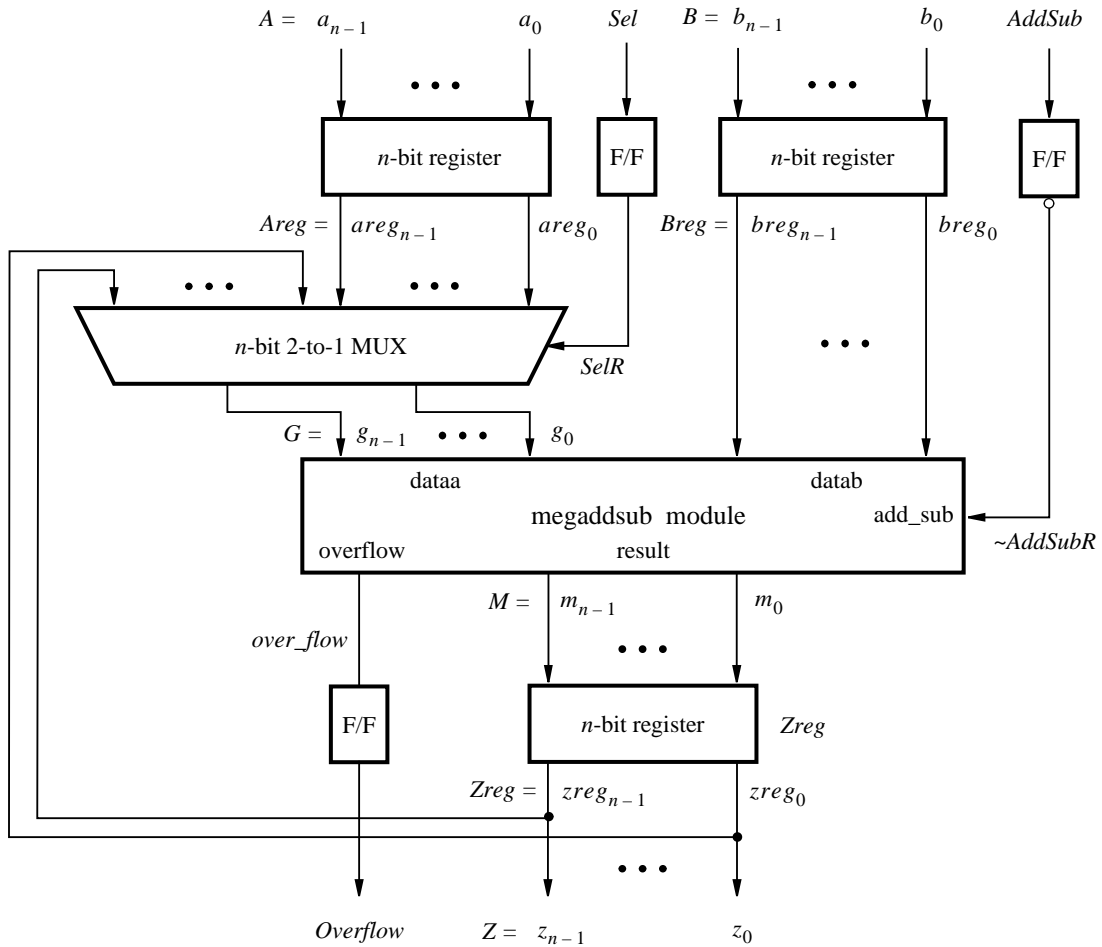 A = a_{n – 1} a_0 Sel B = b_{n – 1} b_0 AddSub
• • • • • •
n-bit register F/F n-bit register F/F
Areg = areg_{n – 1} areg_0 Breg = breg_{n – 1} breg_0
• • • • • •
n-bit 2-to-1 MUX • • •
SelR
G = g_{n – 1} • • • g_0
dataa datab
megaddsub module add_sub
overflow result ~AddSubR
M = m_{n – 1} m_0
over_flow • • •
F/F n-bit register Zreg
Zreg = zreg_{n – 1} zreg_0
• • •
Overflow Z = z_{n – 1} z_0